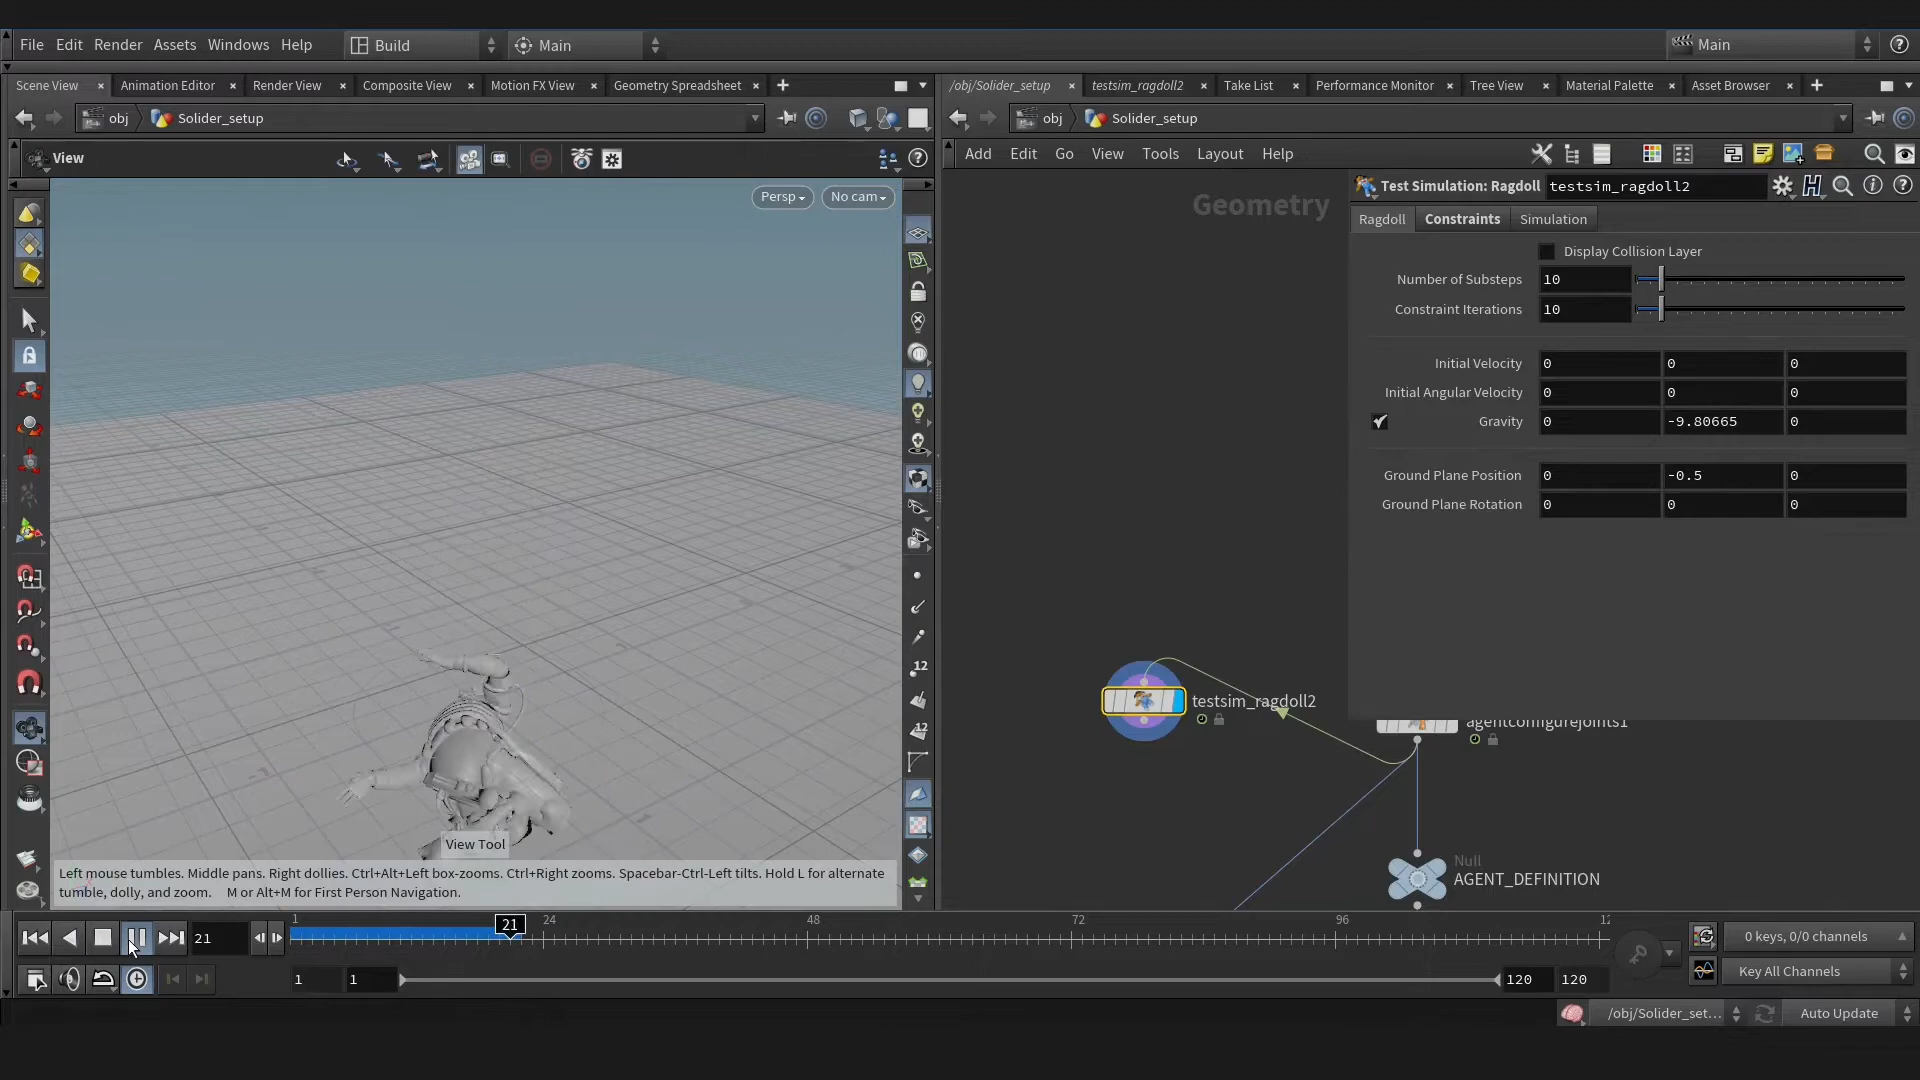 File Edit Render Assets Windows Help Build Main Main
Scene View Animation Editor Render View Composite View Motion FX View Geometry Spreadsheet
/obj/Solider_setup testsim_ragdoll2 Take List Performance Monitor Tree View Material Palette Asset Browser
obj Solider_setup
obj Solider_setup
View
Add Edit Go View Tools Layout Help
Persp No cam
Geometry
Test Simulation: Ragdoll testsim_ragdoll2
Ragdoll Constraints Simulation
Display Collision Layer
Number of Substeps 10
Constraint Iterations 10
Initial Velocity 0 0 0
Initial Angular Velocity 0 0 0
Gravity 0 -9.80665 0
Ground Plane Position 0 -0.5 0
Ground Plane Rotation 0 0 0
12
12
testsim_ragdoll2
agentconfigurejoints1
Null
AGENT_DEFINITION
View Tool
Left mouse tumbles. Middle pans. Right dollies. Ctrl+Alt+Left box-zooms. Ctrl+Right zooms. Spacebar-Ctrl-Left tilts. Hold L for alternate
tumble, dolly, and zoom. M or Alt+M for First Person Navigation.
1 21 24 48 72 96 12
21
0 keys, 0/0 channels
1 1 120 120
Key All Channels
/obj/Solider_set... Auto Update